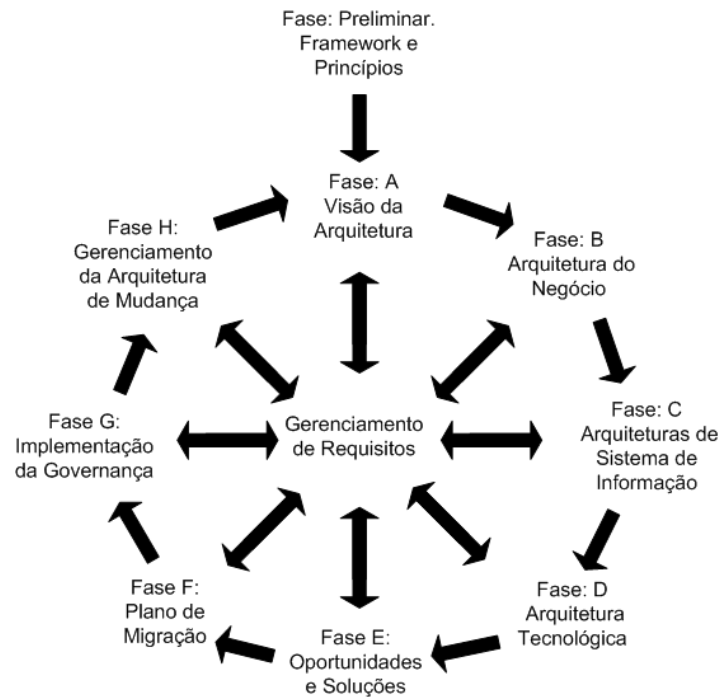 Fase: Preliminar.
Framework e
Princípios
Fase: A
Visão da
Arquitetura
Fase: B
Arquitetura do
Negócio
Fase: C
Arquiteturas de
Sistema de
Informação
Fase: D
Arquitetura
Tecnológica
Fase E:
Oportunidades
e Soluções
Fase F:
Plano de
Migração
Fase G:
Implementação
da Governança
Fase H:
Gerenciamento
da Arquitetura
de Mudança
Gerenciamento
de Requisitos